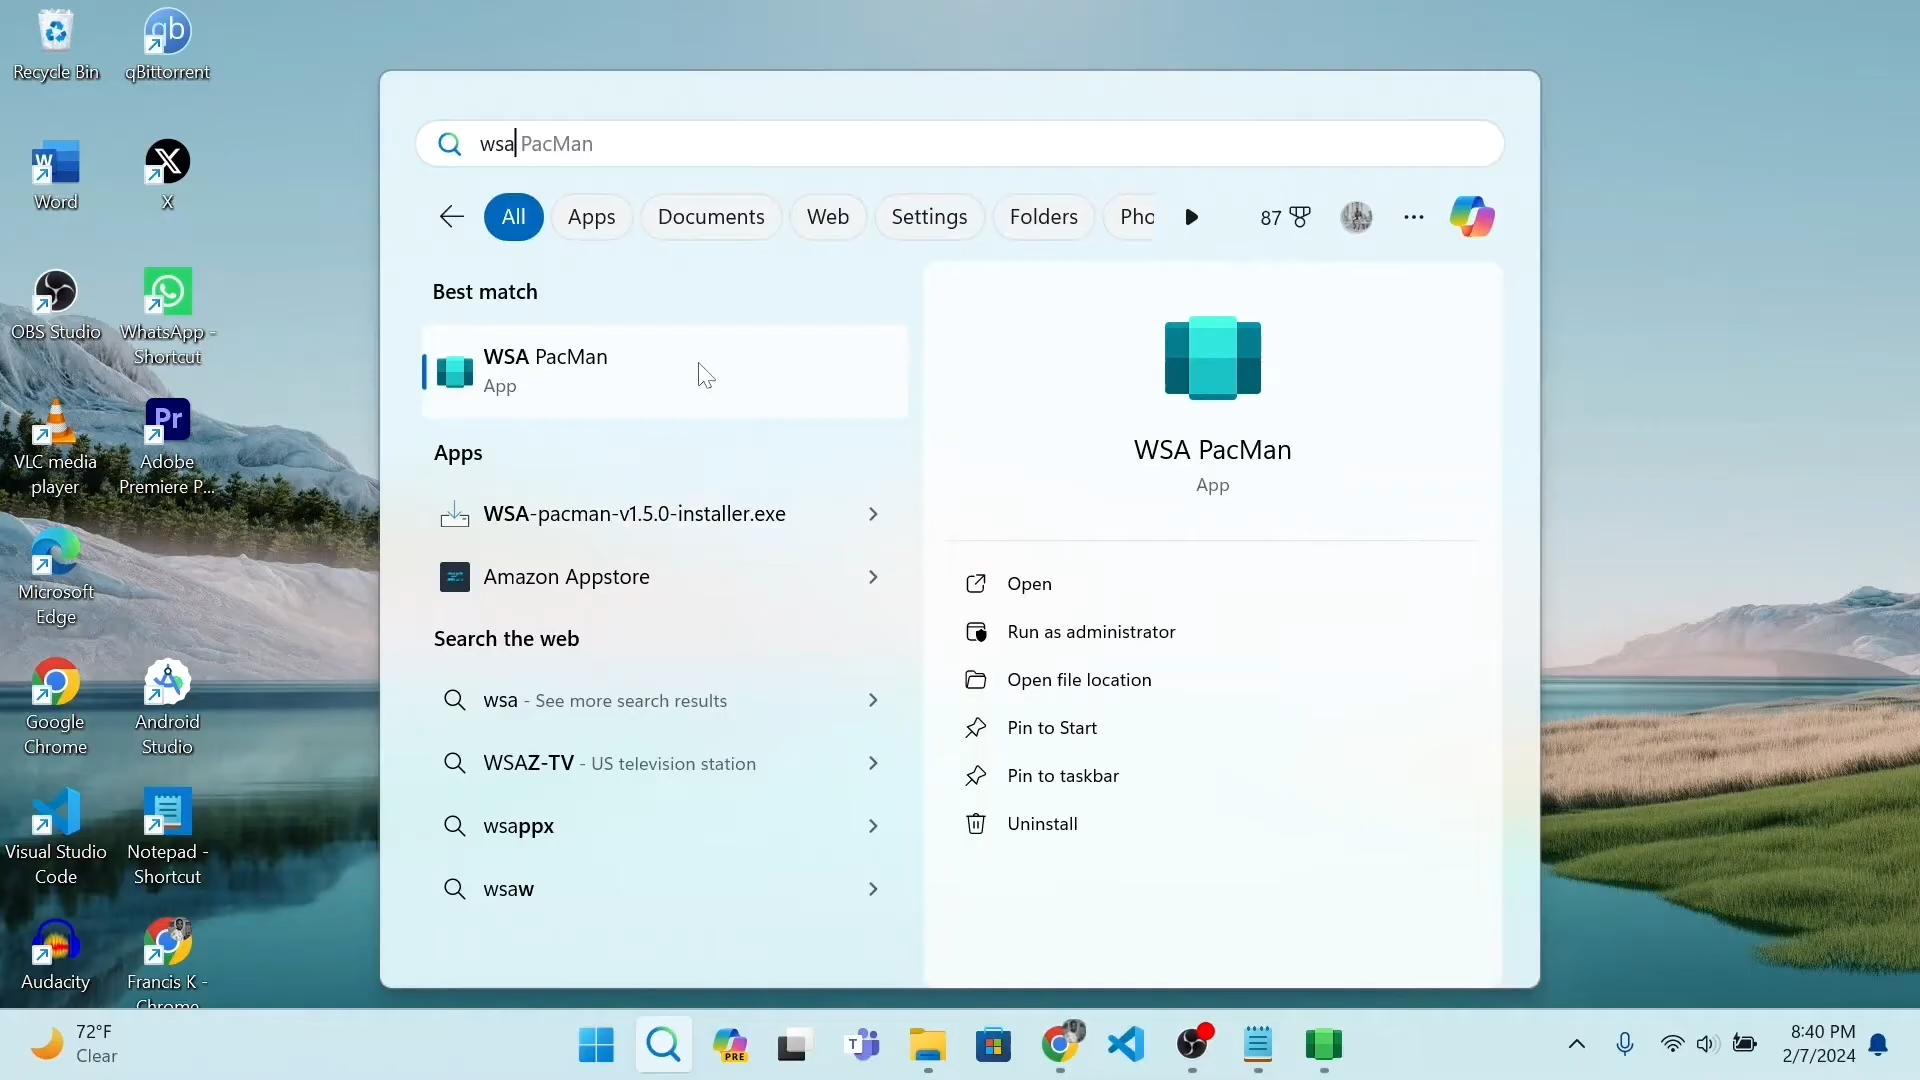 Recycle Bin
qBittorrent
Word
X
OBS Studio
WhatsApp -
Shortcut
VLC media
player
Adobe
Premiere P...
Microsoft
Edge
Google
Chrome
Android
Studio
Visual Studio
Code
Notepad -
Shortcut
Audacity
Francis K -
Chrome
wsa PacMan
All
Apps
Documents
Web
Settings
Folders
Pho
87
Best match
WSA PacMan
App
Apps
WSA-pacman-v1.5.0-installer.exe
Amazon Appstore
Search the web
wsa - See more search results
WSAZ-TV - US television station
wsappx
wsaw
WSA PacMan
App
Open
Run as administrator
Open file location
Pin to Start
Pin to taskbar
Uninstall
72°F
Clear
PRE
8:40 PM
2/7/2024